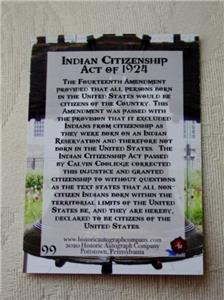 Indian Citizenship
Act of 1924
The Fourteenth Amendment
provided that all persons born
in the United States would be
citizens of the Country. This
Amendment was passed with
the provision that it excluded
Indians from citizenship as
they were born on an Indian
Reservation and therefore not
born in the United States. The
Indian Citizenship Act passed
by Calvin Coolidge corrected
this injustice and granted
citizenship to without questions
as the text states that all non
citizen Indians born within the
territorial limits of the United
States be, and they are hereby,
declared to be citizens of the
United States.
99
www.historicautographcompany.com
2020 Historic Autograph Company
Pottstown, Pennsylvania